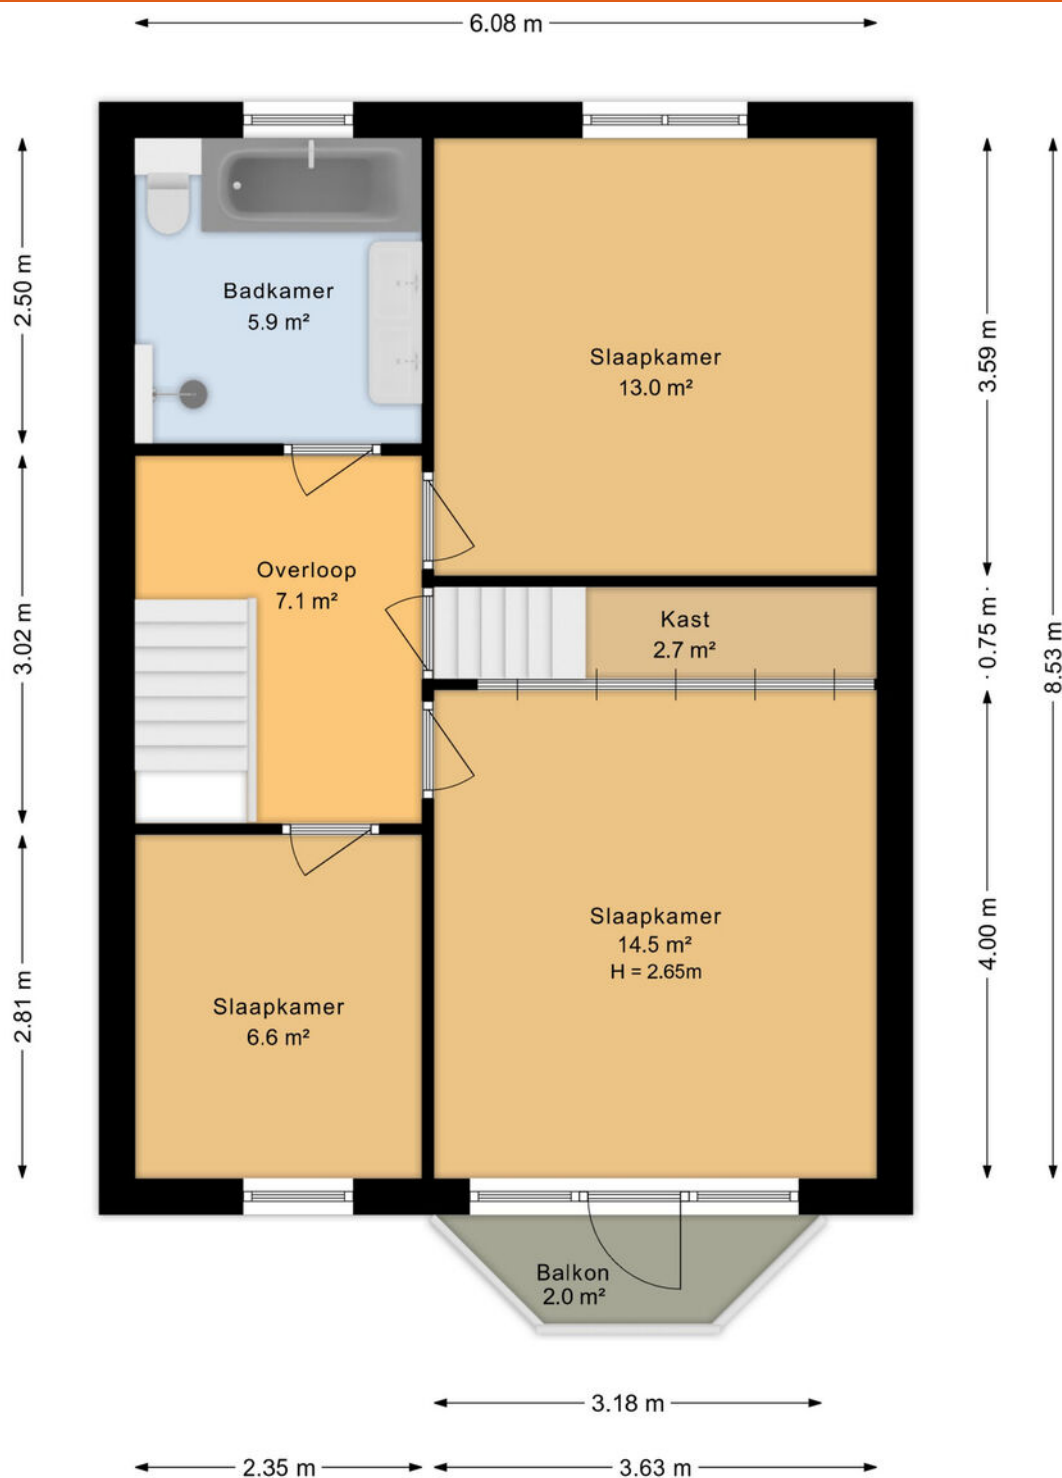 6.08 m
2.50 m
3.59 m
Badkamer
5.9 m²
Slaapkamer
13.0 m²
Overloop
7.1 m²
3.02 m
Kast
2.7 m²
0.75 m
8.53 m
Slaapkamer
14.5 m²
H = 2.65m
4.00 m
Slaapkamer
6.6 m²
2.81 m
Balkon
2.0 m²
3.18 m
2.35 m
3.63 m